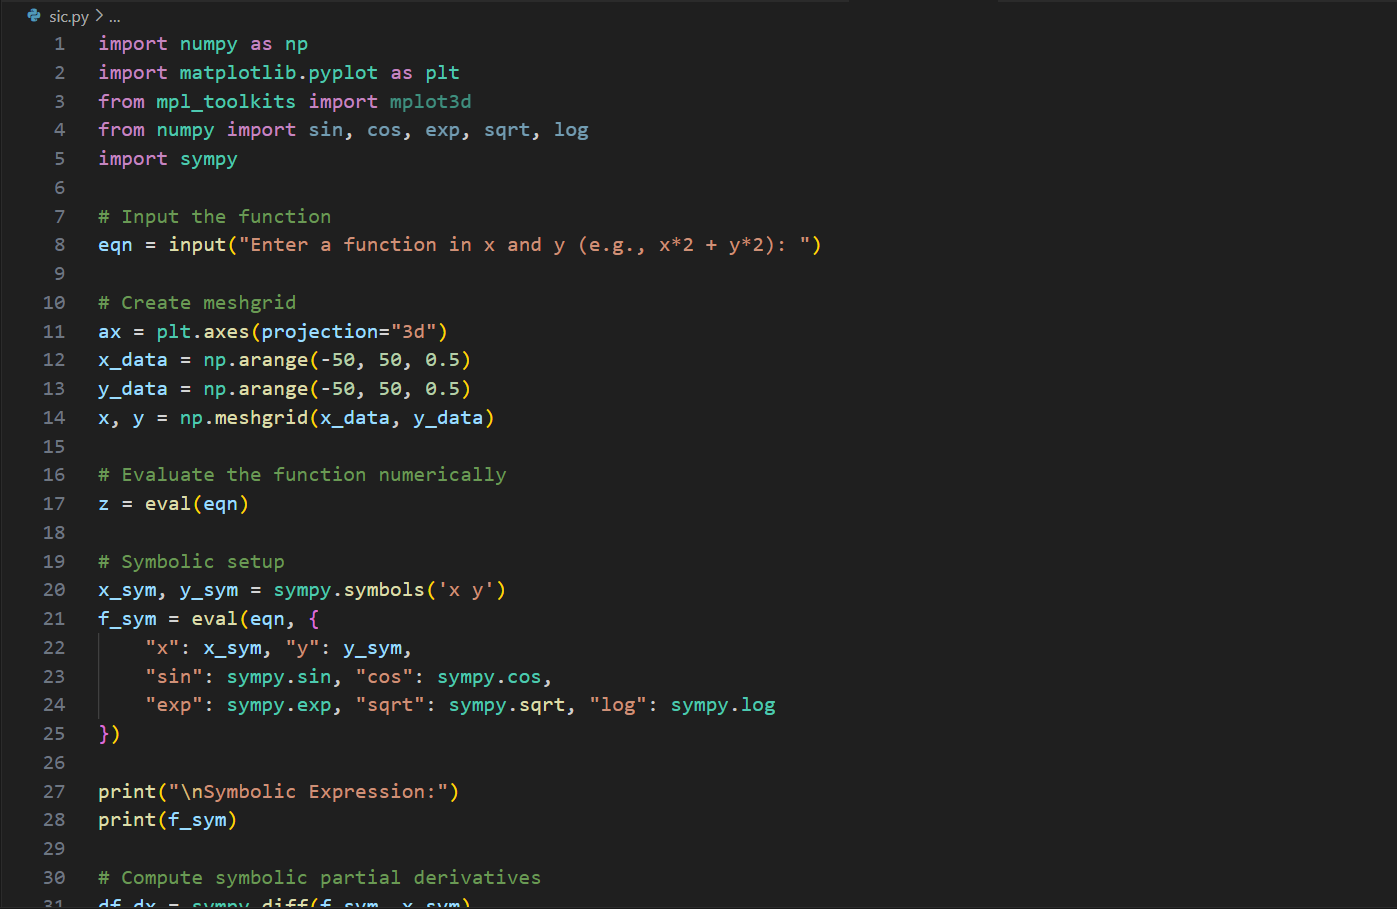 sic.py > ...
1 import numpy as np
2 import matplotlib.pyplot as plt
3 from mpl_toolkits import mplot3d
4 from numpy import sin, cos, exp, sqrt, log
5 import sympy
6
7 # Input the function
8 eqn = input("Enter a function in x and y (e.g., x*2 + y*2): ")
9
10 # Create meshgrid
11 ax = plt.axes(projection="3d")
12 x_data = np.arange(-50, 50, 0.5)
13 y_data = np.arange(-50, 50, 0.5)
14 x, y = np.meshgrid(x_data, y_data)
15
16 # Evaluate the function numerically
17 z = eval(eqn)
18
19 # Symbolic setup
20 x_sym, y_sym = sympy.symbols('x y')
21 f_sym = eval(eqn, {
22     "x": x_sym, "y": y_sym,
23     "sin": sympy.sin, "cos": sympy.cos,
24     "exp": sympy.exp, "sqrt": sympy.sqrt, "log": sympy.log
25 })
26
27 print("\nSymbolic Expression:")
28 print(f_sym)
29
30 # Compute symbolic partial derivatives
31 df_dx = sympy.diff(f_sym, x_sym)